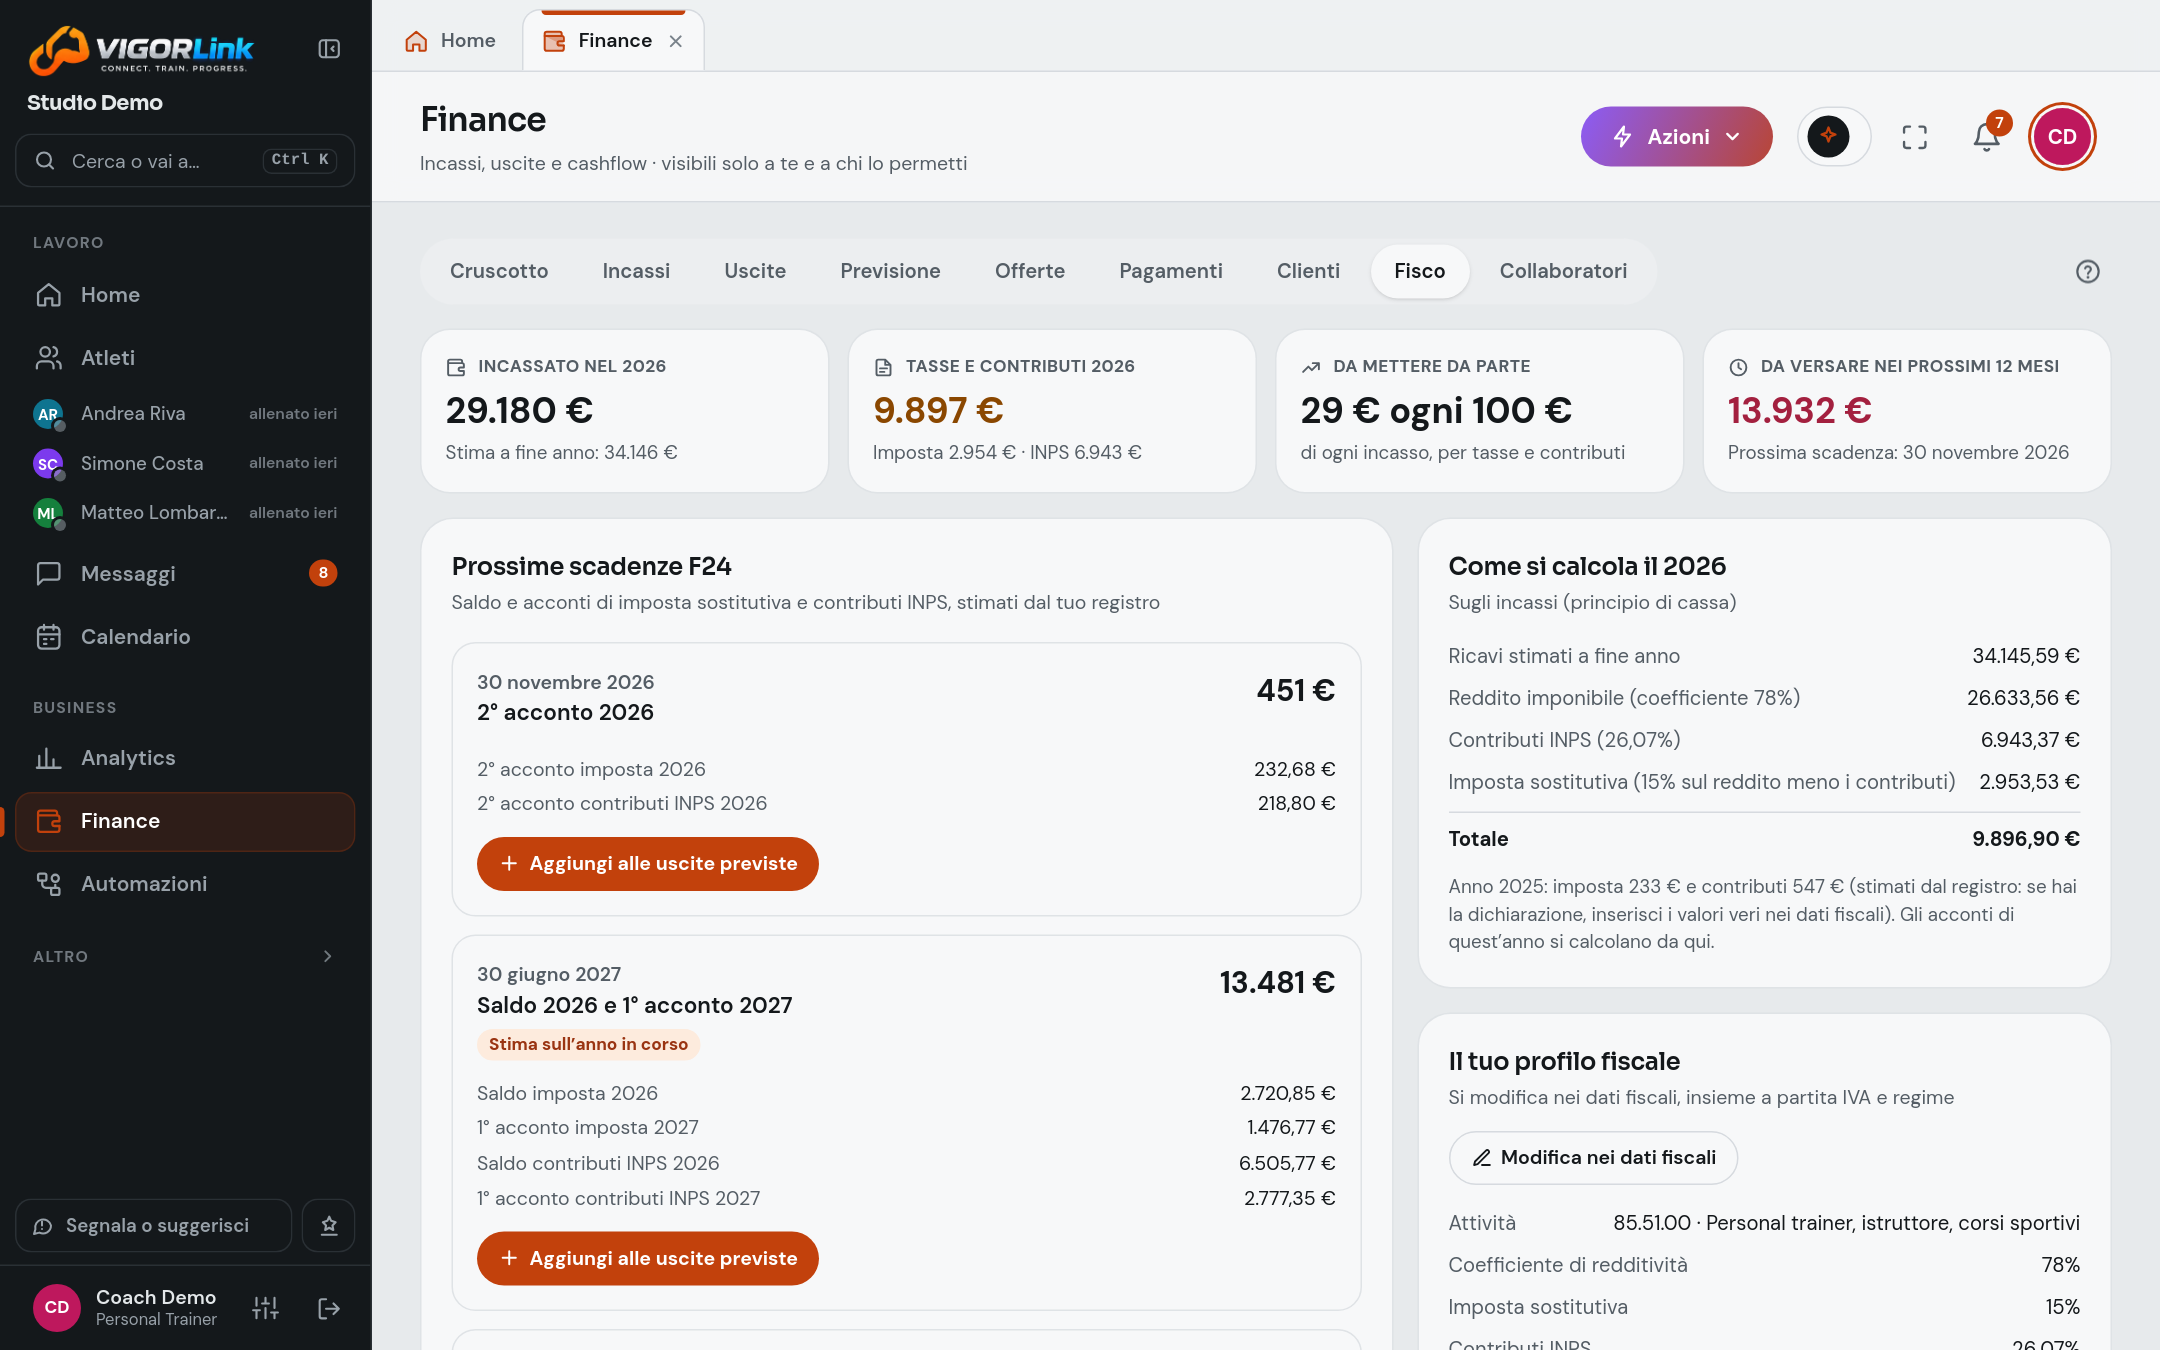 VIGORLink
CONNECT. TRAIN. PROGRESS.
Studio Demo
Cerca o vai a...
Ctrl K
LAVORO
Home
Atleti
AR Andrea Riva allenato ieri
SC Simone Costa allenato ieri
ML Matteo Lombar... allenato ieri
Messaggi 8
Calendario
BUSINESS
Analytics
Finance
Automazioni
ALTRO
Segnala o suggerisci
CD
Coach Demo
Personal Trainer
Home
Finance
Finance
Incassi, uscite e cashflow · visibili solo a te e a chi lo permetti
Azioni
7
CD
Cruscotto Incassi Uscite Previsione Offerte Pagamenti Clienti Fisco Collaboratori
INCASSATO NEL 2026
29.180 €
Stima a fine anno: 34.146 €
TASSE E CONTRIBUTI 2026
9.897 €
Imposta 2.954 € · INPS 6.943 €
DA METTERE DA PARTE
29 € ogni 100 €
di ogni incasso, per tasse e contributi
DA VERSARE NEI PROSSIMI 12 MESI
13.932 €
Prossima scadenza: 30 novembre 2026
Prossime scadenze F24
Saldo e acconti di imposta sostitutiva e contributi INPS, stimati dal tuo registro
30 novembre 2026
2° acconto 2026
451 €
2° acconto imposta 2026 232,68 €
2° acconto contributi INPS 2026 218,80 €
Aggiungi alle uscite previste
30 giugno 2027
Saldo 2026 e 1° acconto 2027
13.481 €
Stima sull'anno in corso
Saldo imposta 2026 2.720,85 €
1° acconto imposta 2027 1.476,77 €
Saldo contributi INPS 2026 6.505,77 €
1° acconto contributi INPS 2027 2.777,35 €
Aggiungi alle uscite previste
Come si calcola il 2026
Sugli incassi (principio di cassa)
Ricavi stimati a fine anno 34.145,59 €
Reddito imponibile (coefficiente 78%) 26.633,56 €
Contributi INPS (26,07%) 6.943,37 €
Imposta sostitutiva (15% sul reddito meno i contributi) 2.953,53 €
Totale 9.896,90 €
Anno 2025: imposta 233 € e contributi 547 € (stimati dal registro: se hai
la dichiarazione, inserisci i valori veri nei dati fiscali). Gli acconti di
quest'anno si calcolano da qui.
Il tuo profilo fiscale
Si modifica nei dati fiscali, insieme a partita IVA e regime
Modifica nei dati fiscali
Attività 85.51.00 · Personal trainer, istruttore, corsi sportivi
Coefficiente di redditività 78%
Imposta sostitutiva 15%
Contributi INPS 26,07%